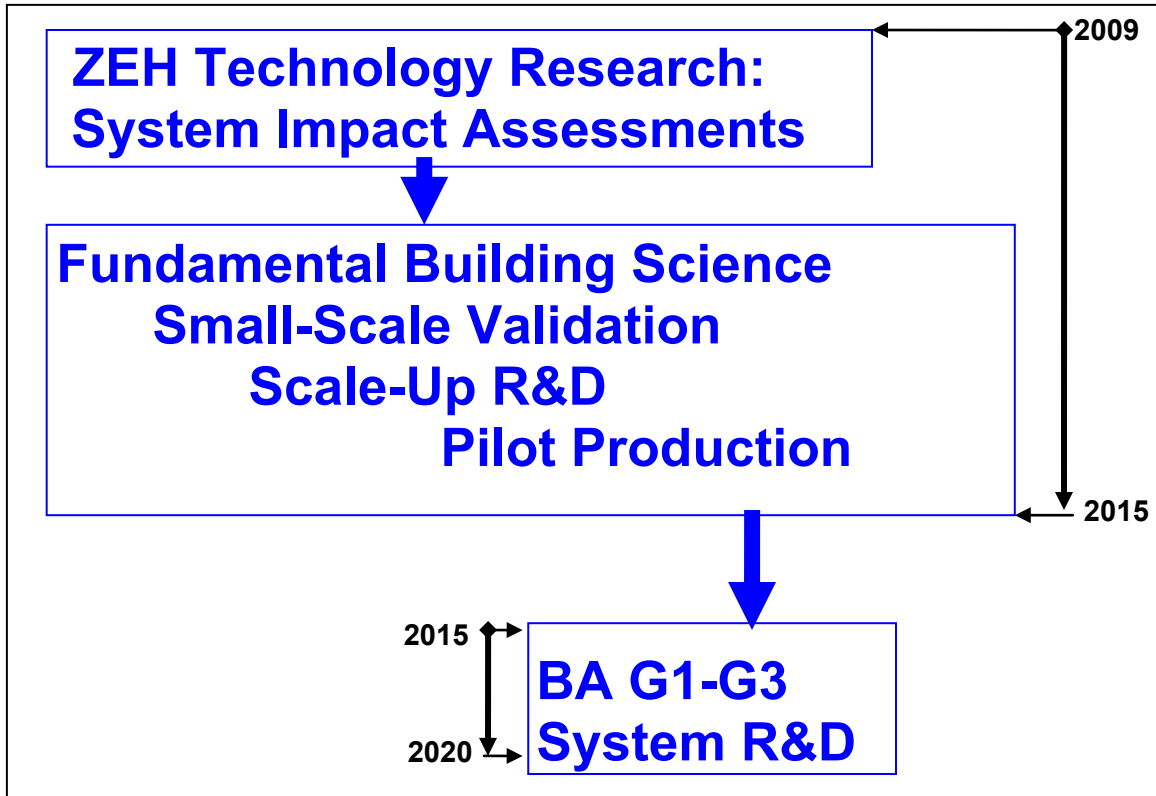 2009
ZEH Technology Research:
System Impact Assessments
Fundamental Building Science
Small-Scale Validation
Scale-Up R&D
Pilot Production
2015
2015
BA G1-G3
System R&D
2020